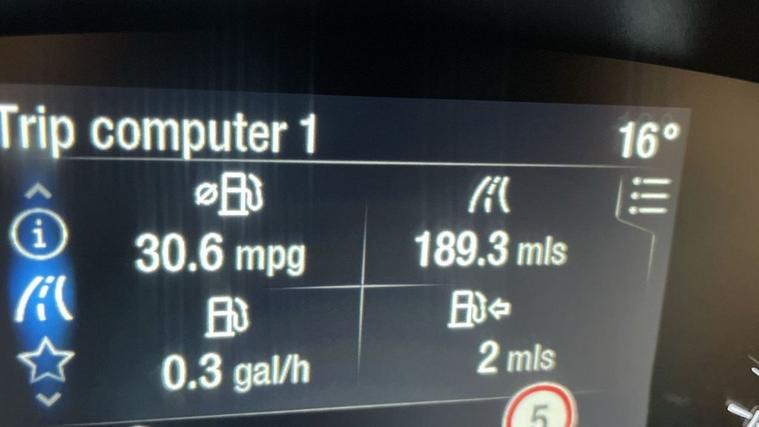 Trip computer 1 16°
30.6 mpg 189.3 mls
0.3 gal/h 2 mls
5